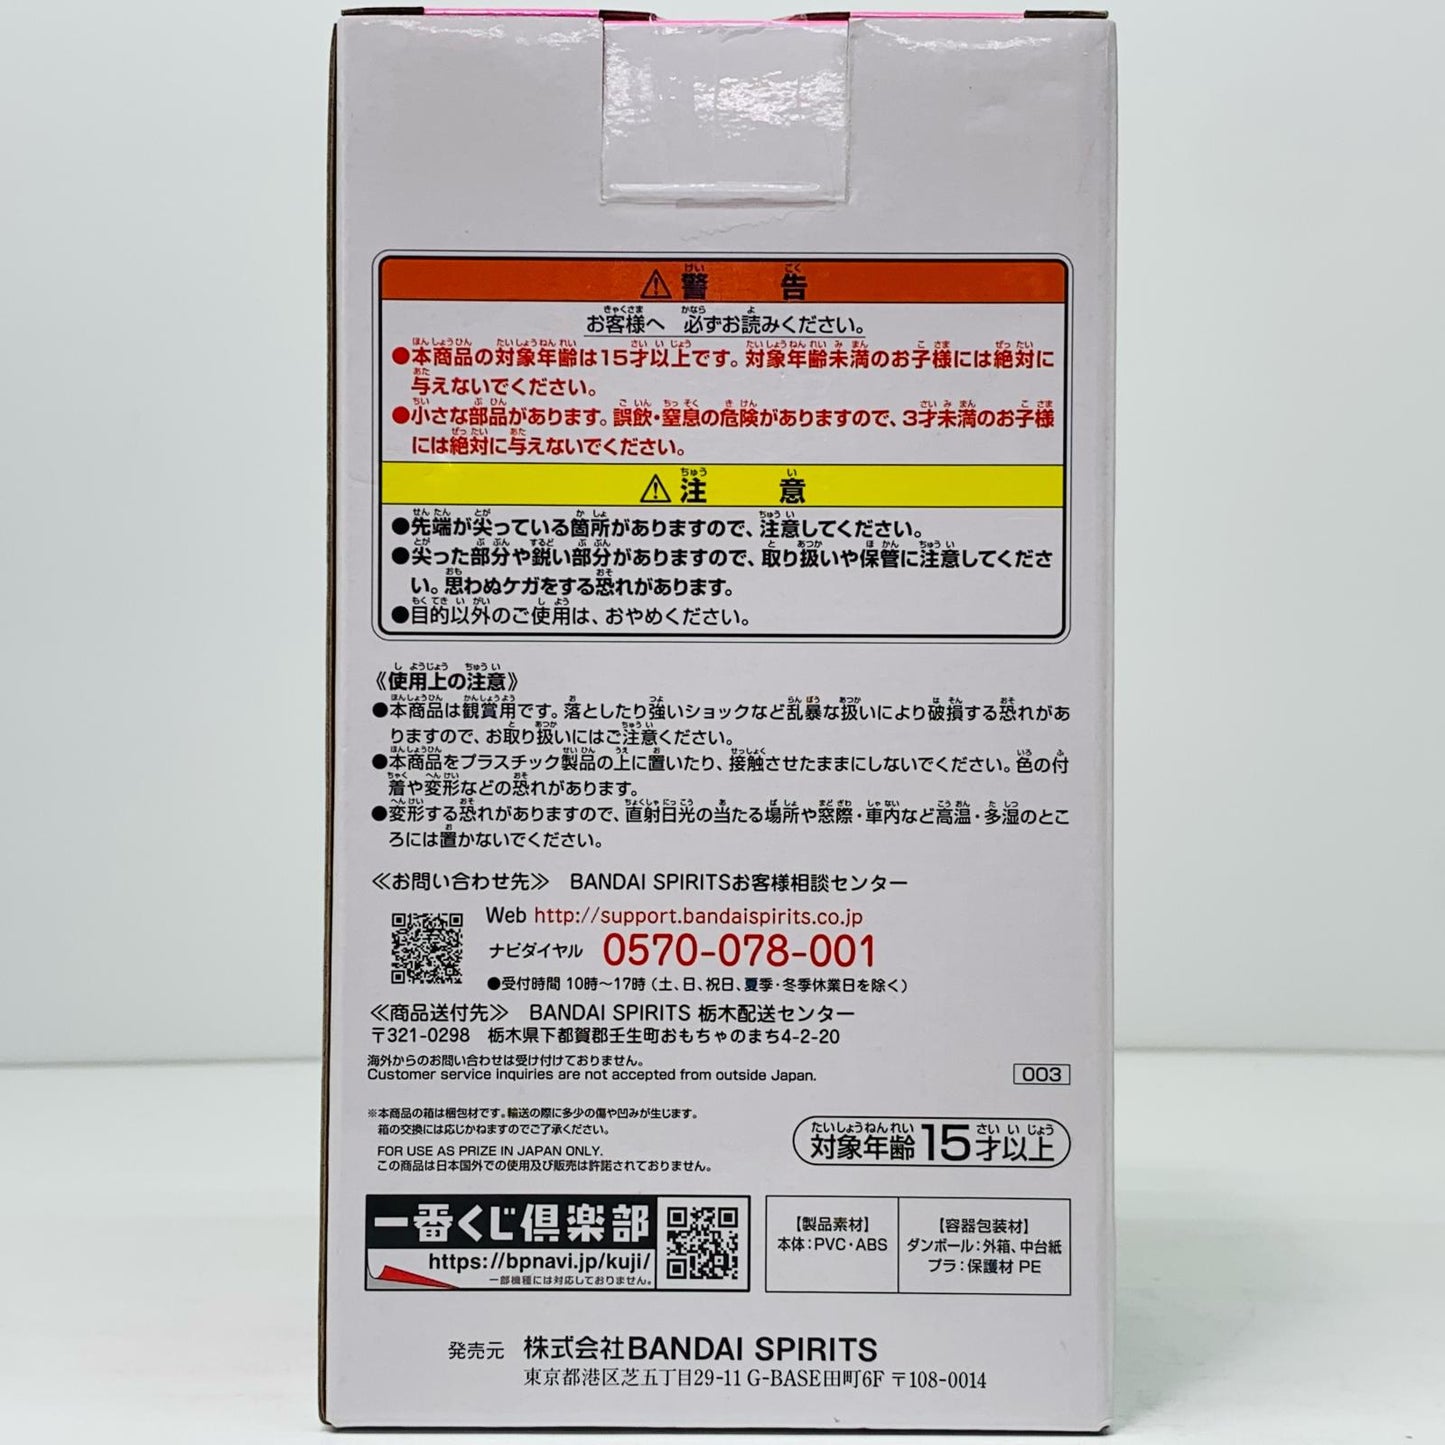 ⚠警告
お客様へ 必ずお読みください。
●本商品の対象年齢は15才以上です。対象年齢未満のお子様には絶対に
与えないでください。
●小さな部品があります。誤飲・窒息の危険がありますので、3才未満のお子様
には絶対に与えないでください。
⚠注意
●先端が尖っている箇所がありますので、注意してください。
●尖った部分や鋭い部分がありますので、取り扱いや保管に注意してくださ
い。思わぬケガをする恐れがあります。
●目的以外のご使用は、おやめください。
《使用上の注意》
●本商品は観賞用です。落としたり強いショックなど乱暴な扱いにより破損する恐れがあ
りますので、お取り扱いにはご注意ください。
●本商品をプラスチック製品の上に置いたり、接触させたままにしないでください。色の付
着や変形などの恐れがあります。
●変形する恐れがありますので、直射日光の当たる場所や窓際・車内など高温・多湿のとこ
ろには置かないでください。
≪お問い合わせ先≫ BANDAI SPIRITSお客様相談センター
Web http://support.bandaispirits.co.jp
ナビダイヤル 0570-078-001
●受付時間 10時～17時（土、日、祝日、夏季・冬季休業日を除く）
≪商品送付先≫ BANDAI SPIRITS 栃木配送センター
〒321-0298 栃木県下都賀郡壬生町おもちゃのまち4-2-20
海外からのお問い合わせは受け付けておりません。
Customer service inquiries are not accepted from outside Japan.
003
※本商品の箱は梱包材です。輸送の際に多少の傷や凹みが生じます。
箱の交換には応じかねますのでご了承ください。
FOR USE AS PRIZE IN JAPAN ONLY.
この商品は日本国外での使用及び販売は許諾されておりません。
対象年齢15才以上
一番くじ倶楽部
https://bpnavi.jp/kuji/
一部機種には対応しておりません。
【製品素材】
本体：PVC・ABS
【容器包装材】
ダンボール：外箱、中台紙
プラ：保護材 PE
発売元 株式会社BANDAI SPIRITS
東京都港区芝五丁目29-11 G-BASE田町6F 〒108-0014